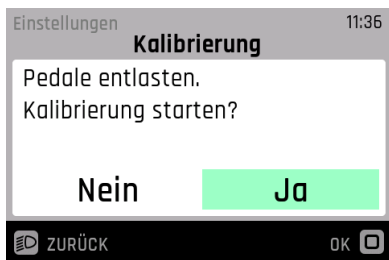 Einstellungen 11:36
Kalibrierung
Pedale entlasten.
Kalibrierung starten?
Nein Ja
ZURÜCK OK